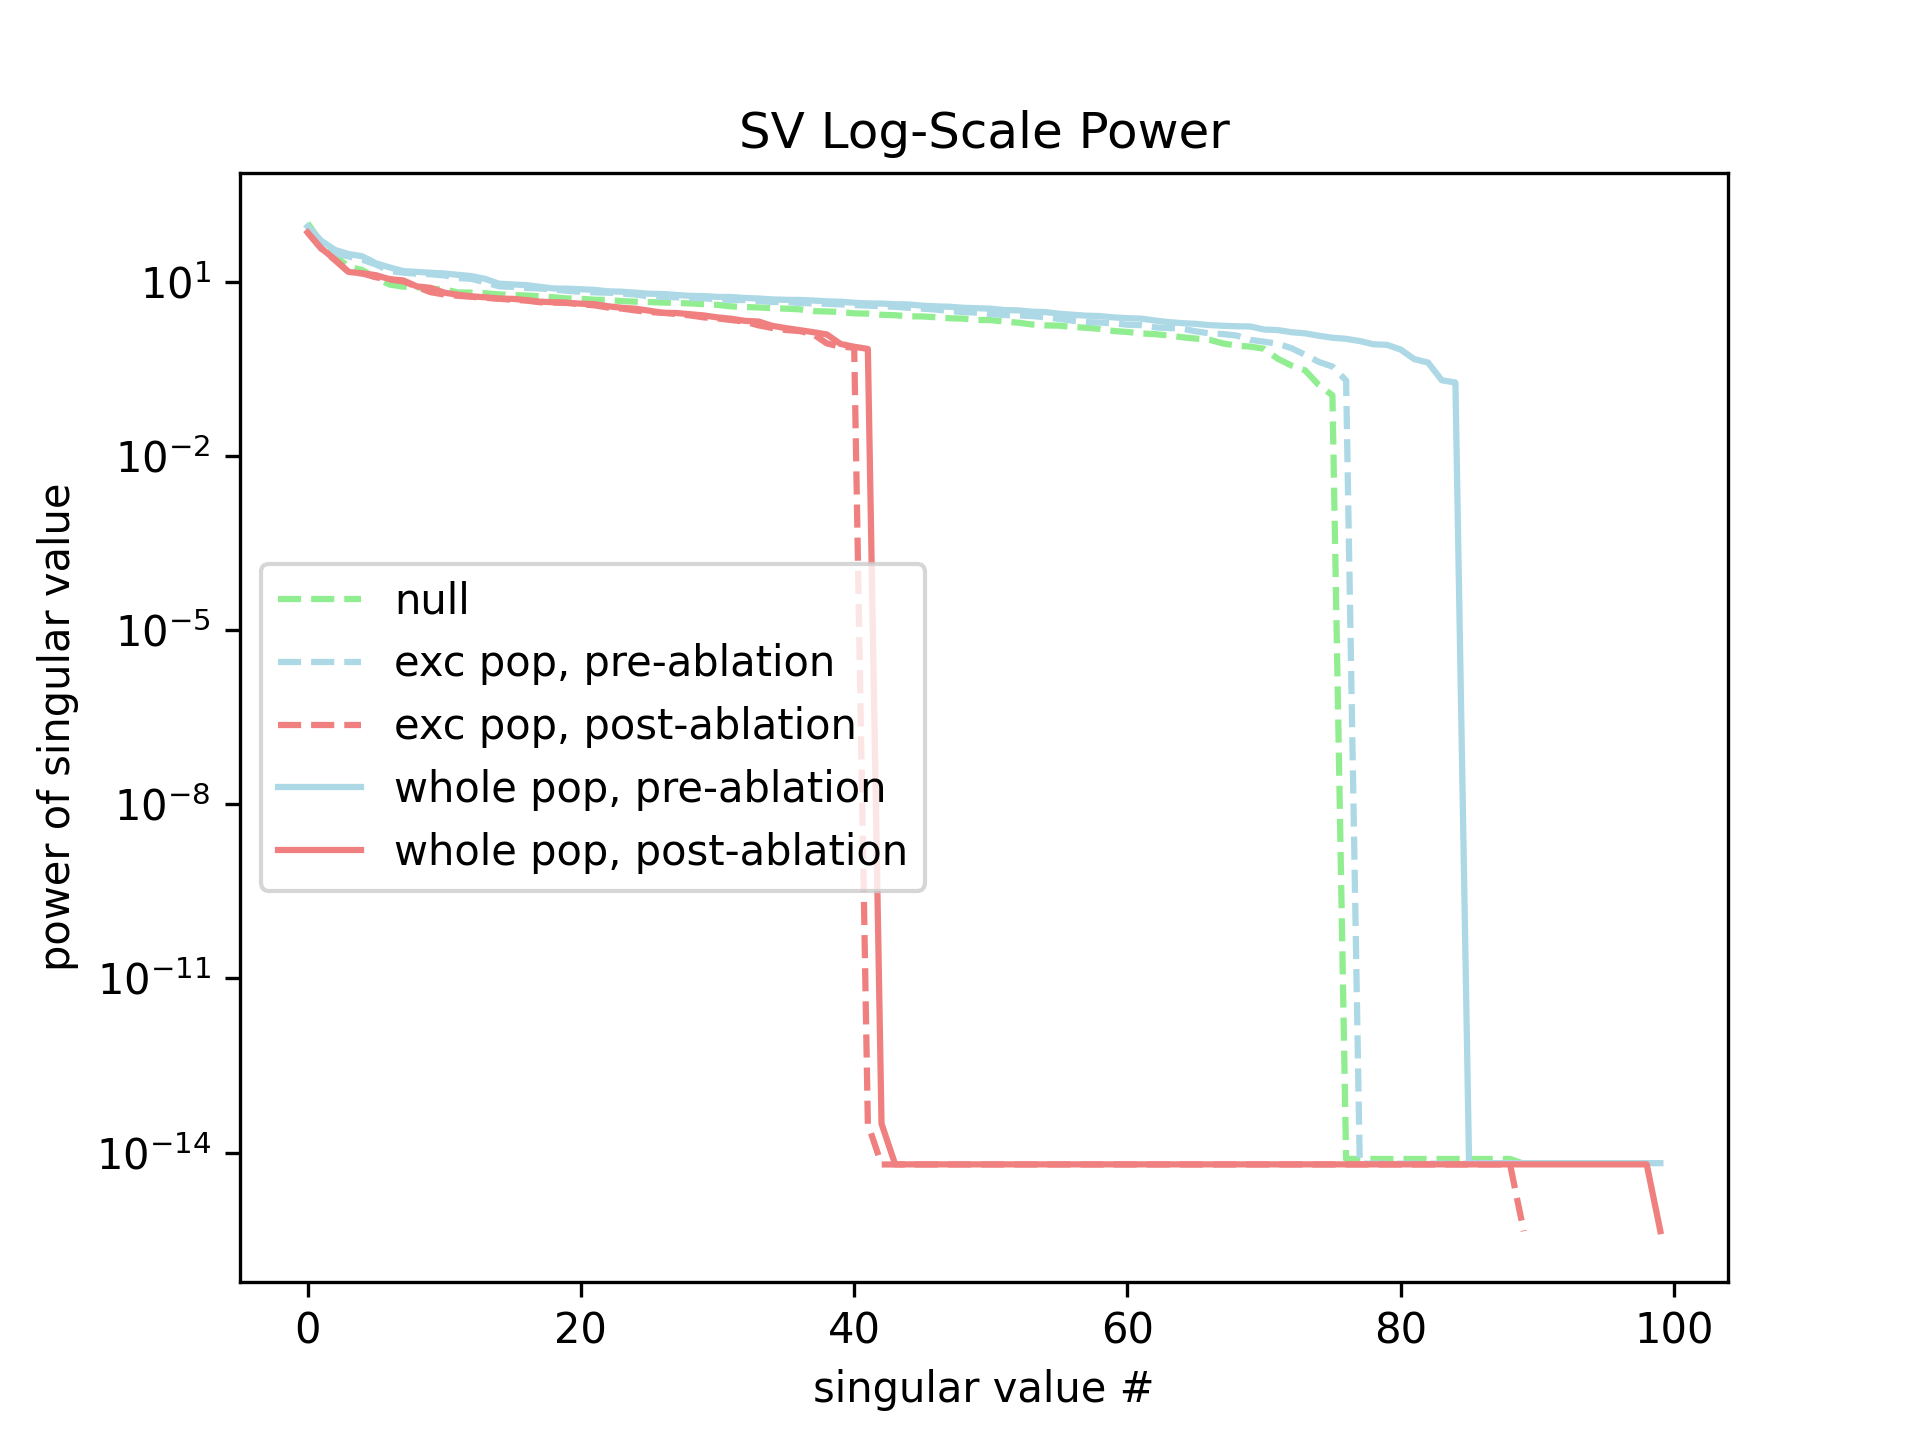 SV Log-Scale Power
power of singular value
10¹
10⁻²
10⁻⁵
10⁻⁸
10⁻¹¹
10⁻¹⁴
null
exc pop, pre-ablation
exc pop, post-ablation
whole pop, pre-ablation
whole pop, post-ablation
0 20 40 60 80 100
singular value #